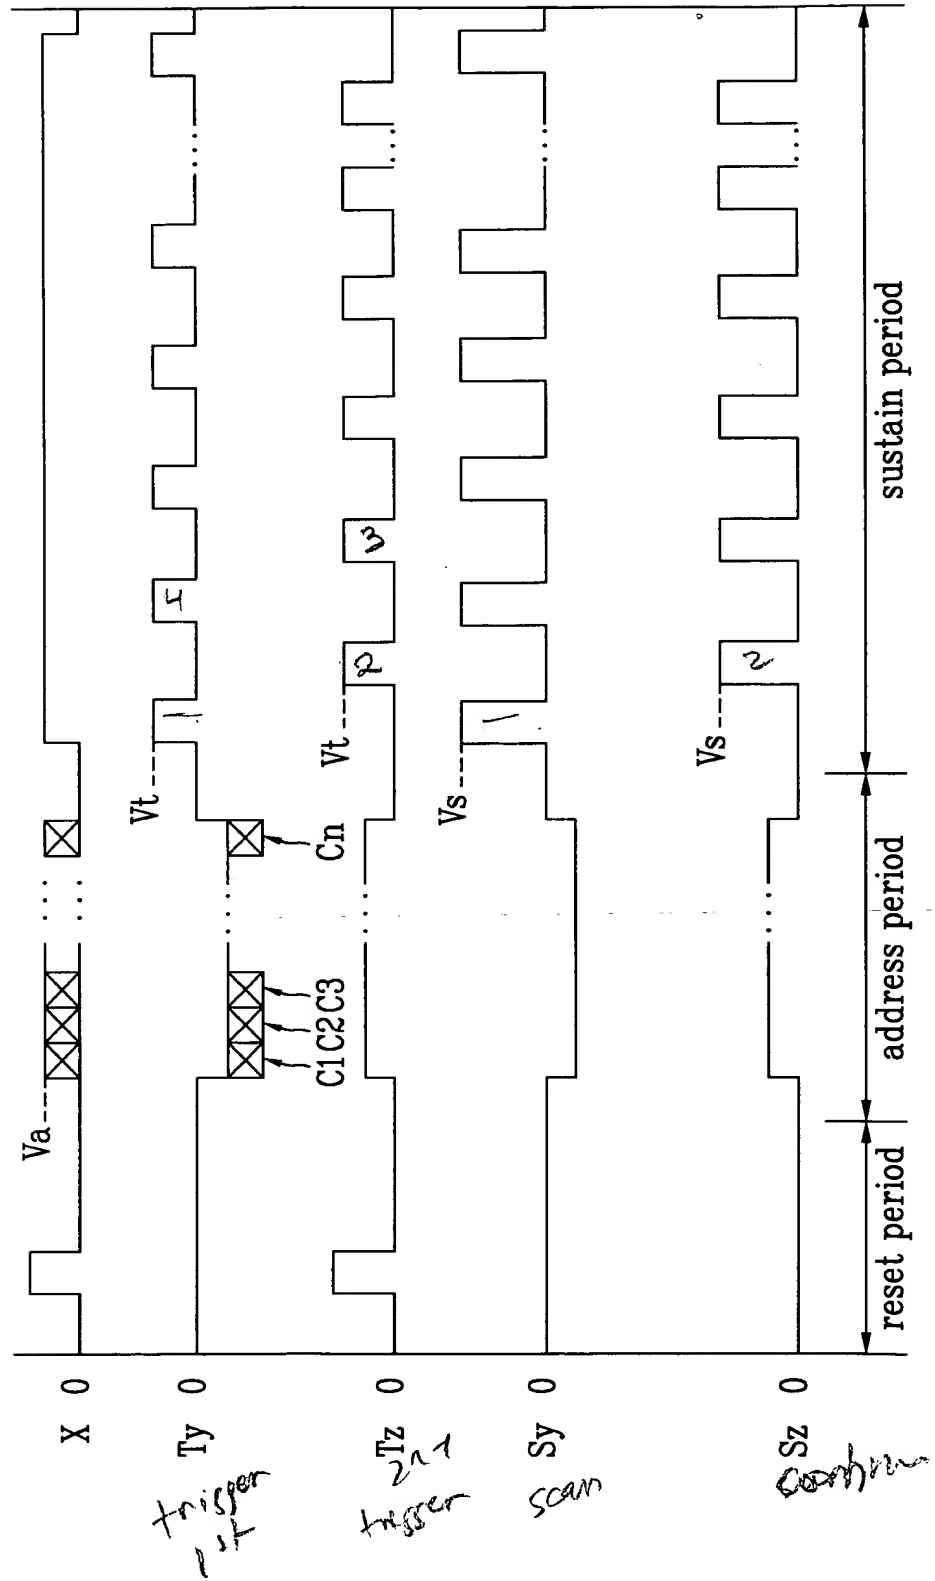 X 0
Va
Ty 0
trigger
1st
Vt
1
C1 C2 C3 Cn
Tz 0
trigger
Vt
2
3
Sy 0
scan
Vs
1
Sz 0
Vs
2
reset period
address period
sustain period